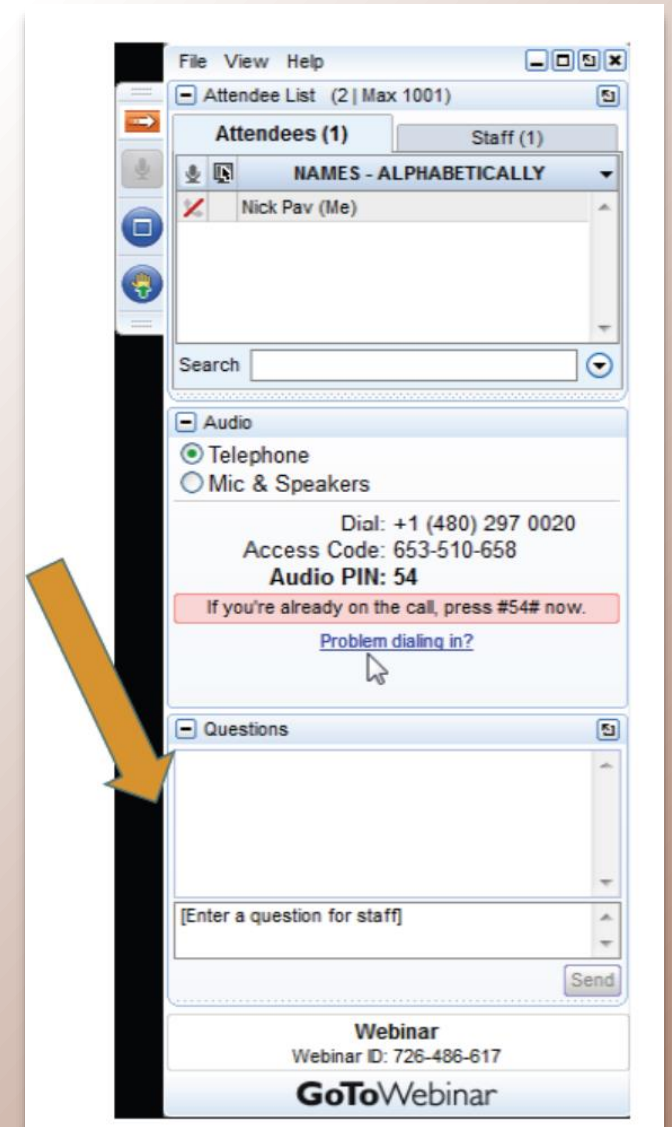 File View Help
Attendee List (2 | Max 1001)
Attendees (1) Staff (1)
NAMES - ALPHABETICALLY
Nick Pav (Me)
Search
Audio
Telephone
Mic & Speakers
Dial: +1 (480) 297 0020
Access Code: 653-510-658
Audio PIN: 54
If you're already on the call, press #54# now.
Problem dialing in?
Questions
[Enter a question for staff]
Send
Webinar
Webinar ID: 726-486-617
GoToWebinar